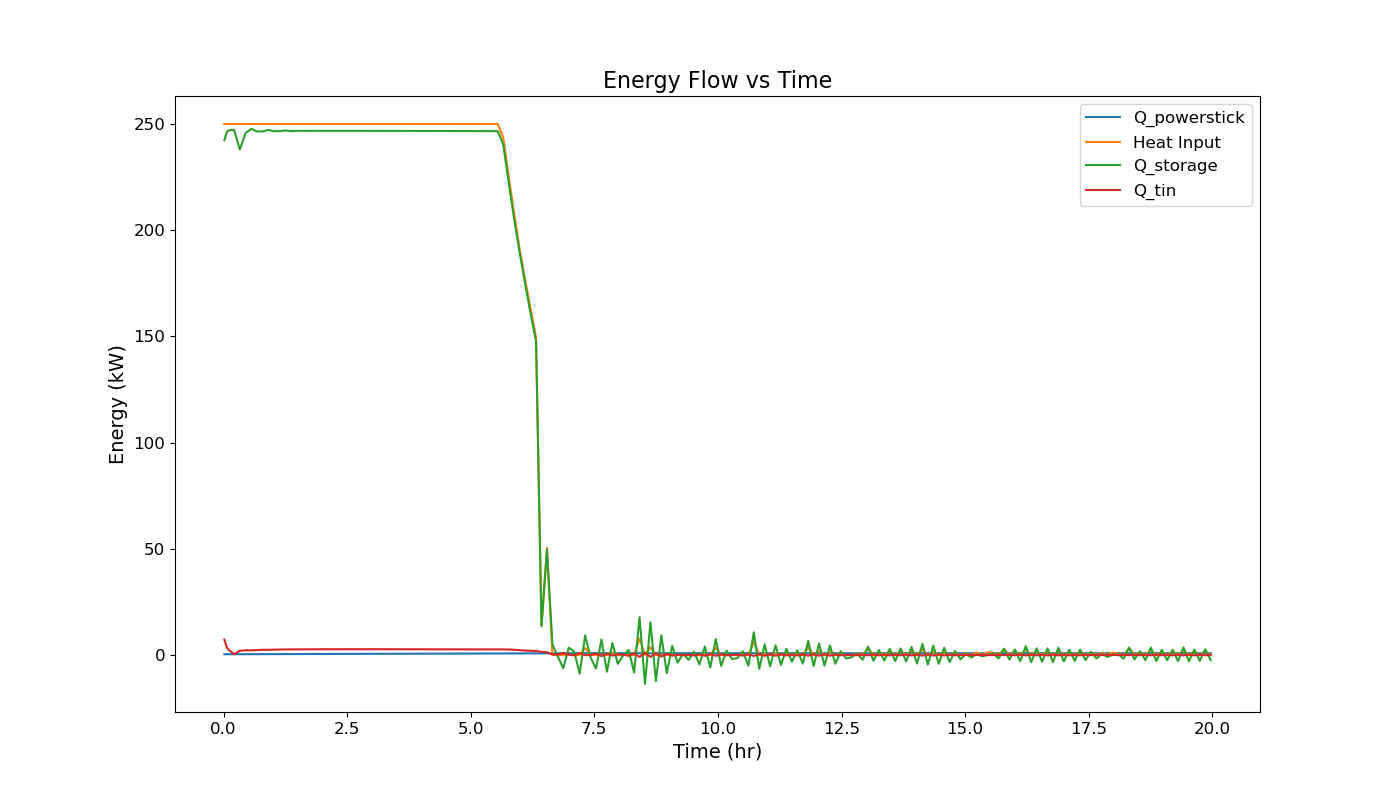 Energy Flow vs Time
Q_powerstick
Heat Input
Q_storage
Q_tin
Energy (kW)
250
200
150
100
50
0
0.0 2.5 5.0 7.5 10.0 12.5 15.0 17.5 20.0
Time (hr)